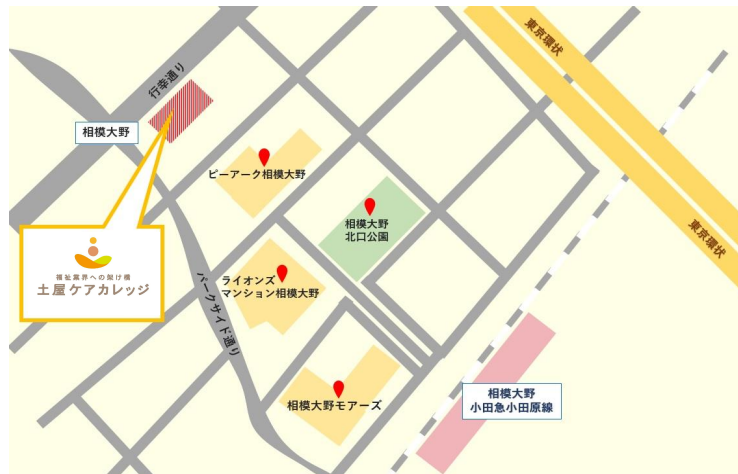 東京環状
行幸通り
相模大野
ピーアーク相模大野
相模大野
北口公園
東京環状
福祉業界への架け橋
土屋ケアカレッジ
ライオンズ
マンション相模大野
パークサイド通り
相模大野モアーズ
相模大野
小田急小田原線